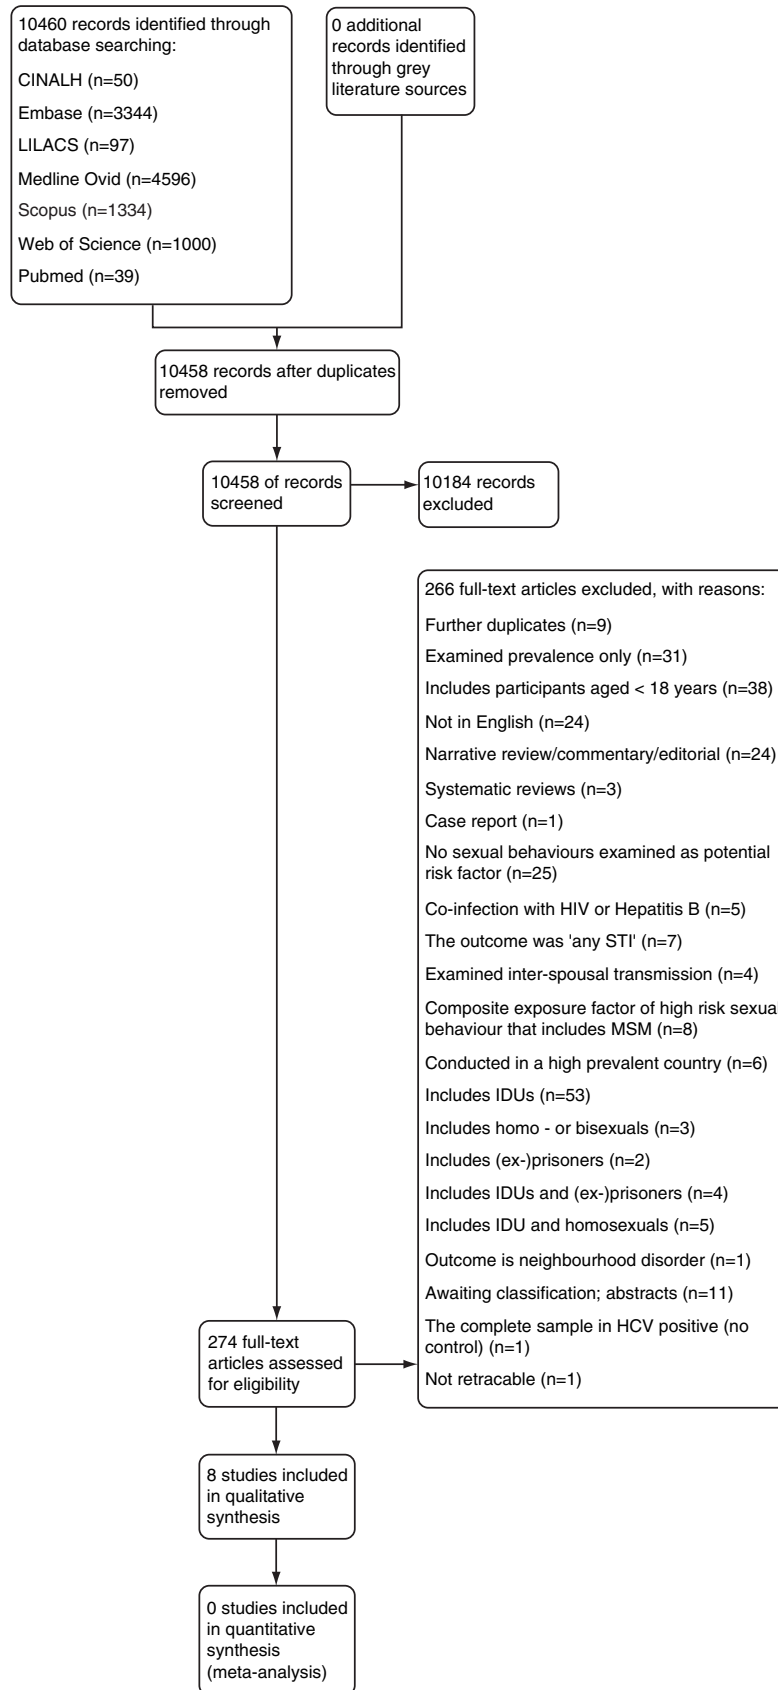 10460 records identified through
database searching:
CINALH (n=50)
Embase (n=3344)
LILACS (n=97)
Medline Ovid (n=4596)
Scopus (n=1334)
Web of Science (n=1000)
Pubmed (n=39)
0 additional
records identified
through grey
literature sources
10458 records after duplicates
removed
10458 of records
screened
10184 records
excluded
266 full-text articles excluded, with reasons:
Further duplicates (n=9)
Examined prevalence only (n=31)
Includes participants aged < 18 years (n=38)
Not in English (n=24)
Narrative review/commentary/editorial (n=24)
Systematic reviews (n=3)
Case report (n=1)
No sexual behaviours examined as potential
risk factor (n=25)
Co-infection with HIV or Hepatitis B (n=5)
The outcome was 'any STI' (n=7)
Examined inter-spousal transmission (n=4)
Composite exposure factor of high risk sexual
behaviour that includes MSM (n=8)
Conducted in a high prevalent country (n=6)
Includes IDUs (n=53)
Includes homo - or bisexuals (n=3)
Includes (ex-)prisoners (n=2)
Includes IDUs and (ex-)prisoners (n=4)
Includes IDU and homosexuals (n=5)
Outcome is neighbourhood disorder (n=1)
Awaiting classification; abstracts (n=11)
The complete sample in HCV positive (no
control) (n=1)
Not retracable (n=1)
274 full-text
articles assessed
for eligibility
8 studies included
in qualitative
synthesis
0 studies included
in quantitative
synthesis
(meta-analysis)